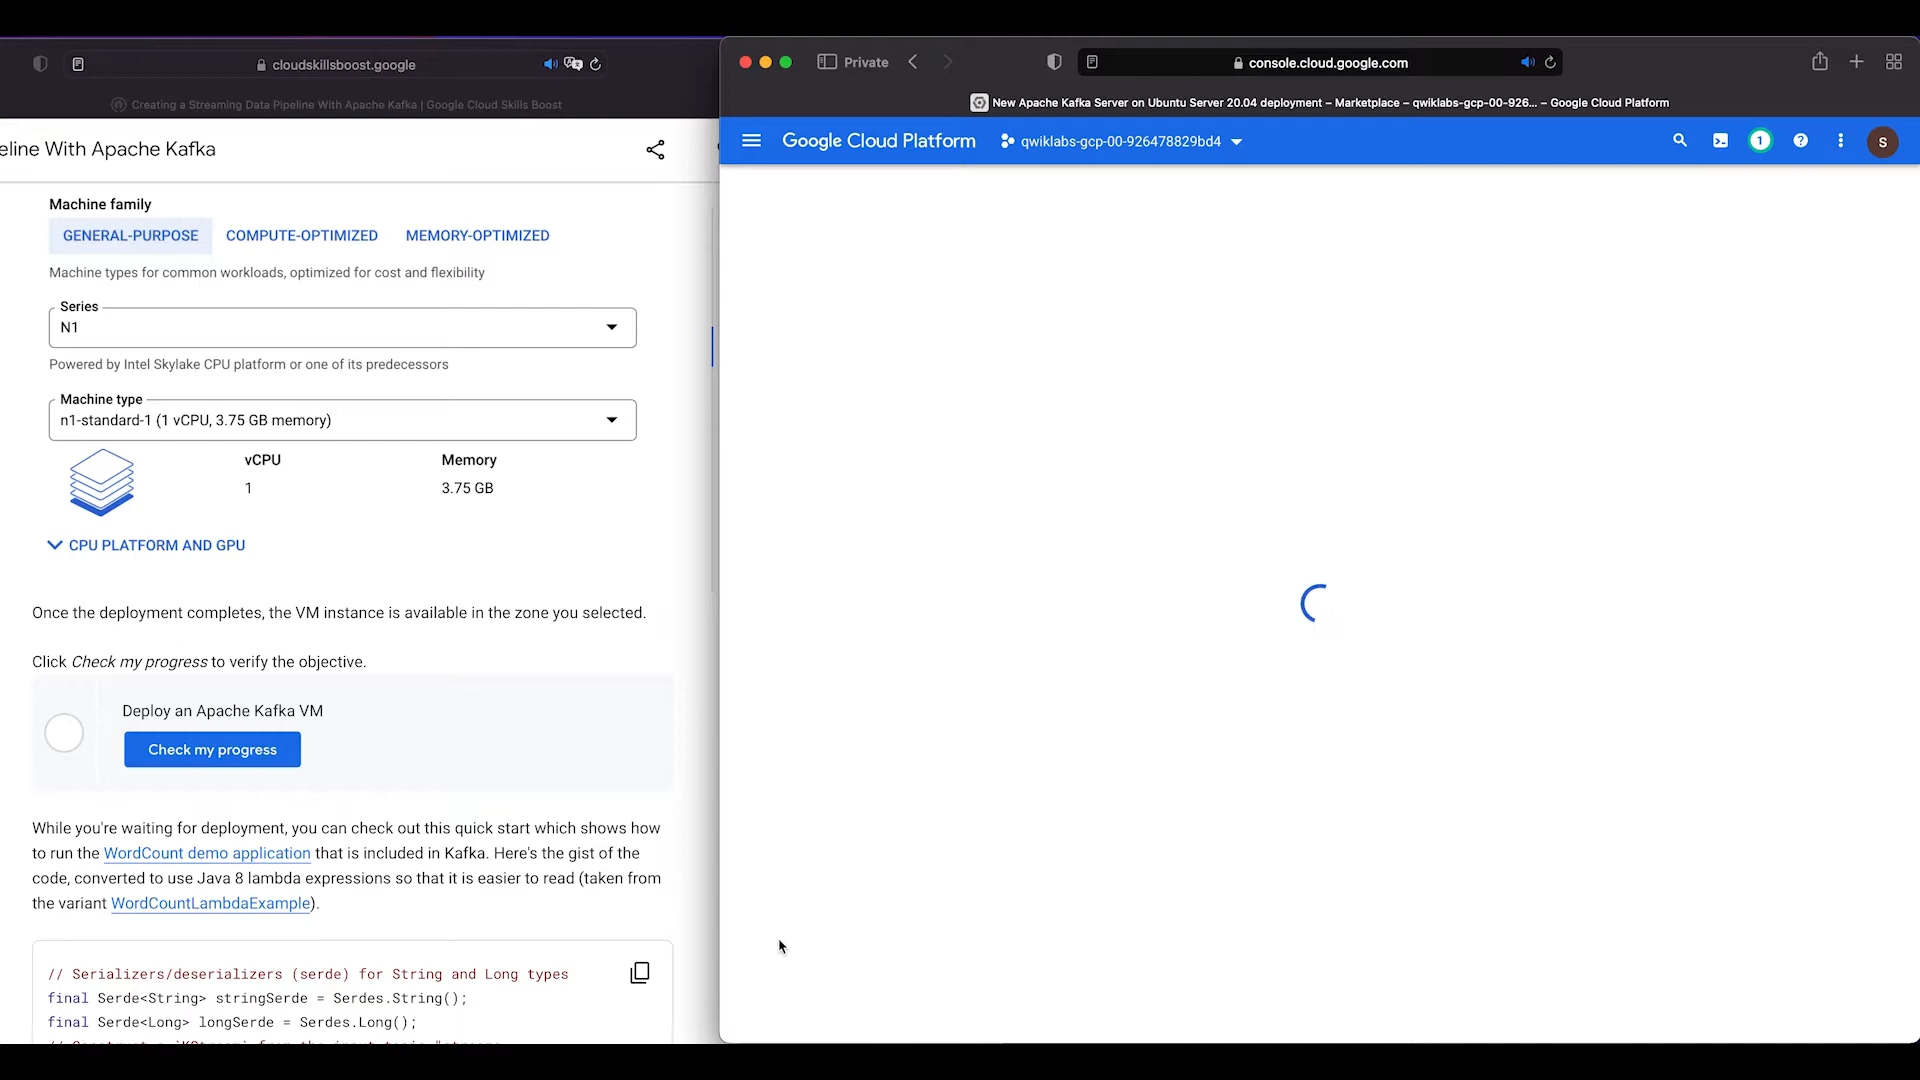 cloudskillsboost.google
Creating a Streaming Data Pipeline With Apache Kafka | Google Cloud Skills Boost
eline With Apache Kafka
Machine family
GENERAL-PURPOSE COMPUTE-OPTIMIZED MEMORY-OPTIMIZED
Machine types for common workloads, optimized for cost and flexibility
Series
N1
Powered by Intel Skylake CPU platform or one of its predecessors
Machine type
n1-standard-1 (1 vCPU, 3.75 GB memory)
vCPU Memory
1 3.75 GB
CPU PLATFORM AND GPU
Once the deployment completes, the VM instance is available in the zone you selected.
Click Check my progress to verify the objective.
Deploy an Apache Kafka VM
Check my progress
While you're waiting for deployment, you can check out this quick start which shows how
to run the WordCount demo application that is included in Kafka. Here's the gist of the
code, converted to use Java 8 lambda expressions so that it is easier to read (taken from
the variant WordCountLambdaExample).
// Serializers/deserializers (serde) for String and Long types
final Serde<String> stringSerde = Serdes.String();
final Serde<Long> longSerde = Serdes.Long();
Private
console.cloud.google.com
New Apache Kafka Server on Ubuntu Server 20.04 deployment – Marketplace – qwiklabs-gcp-00-926... – Google Cloud Platform
Google Cloud Platform qwiklabs-gcp-00-926478829bd4
1
S